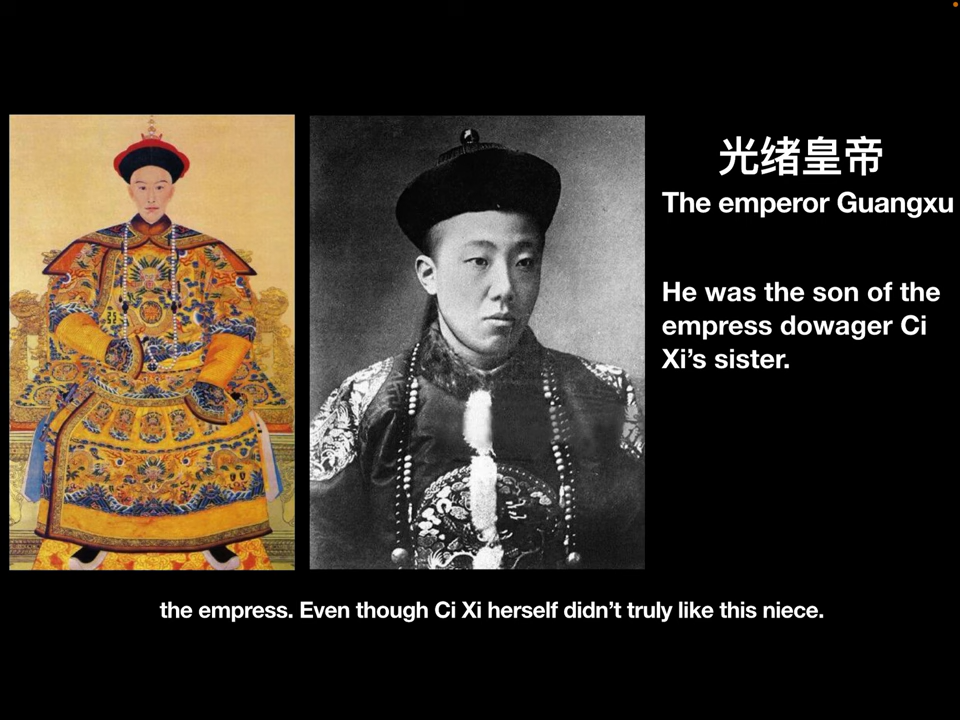 光绪皇帝
The emperor Guangxu
He was the son of the
empress dowager Ci
Xi’s sister.
the empress. Even though Ci Xi herself didn’t truly like this niece.